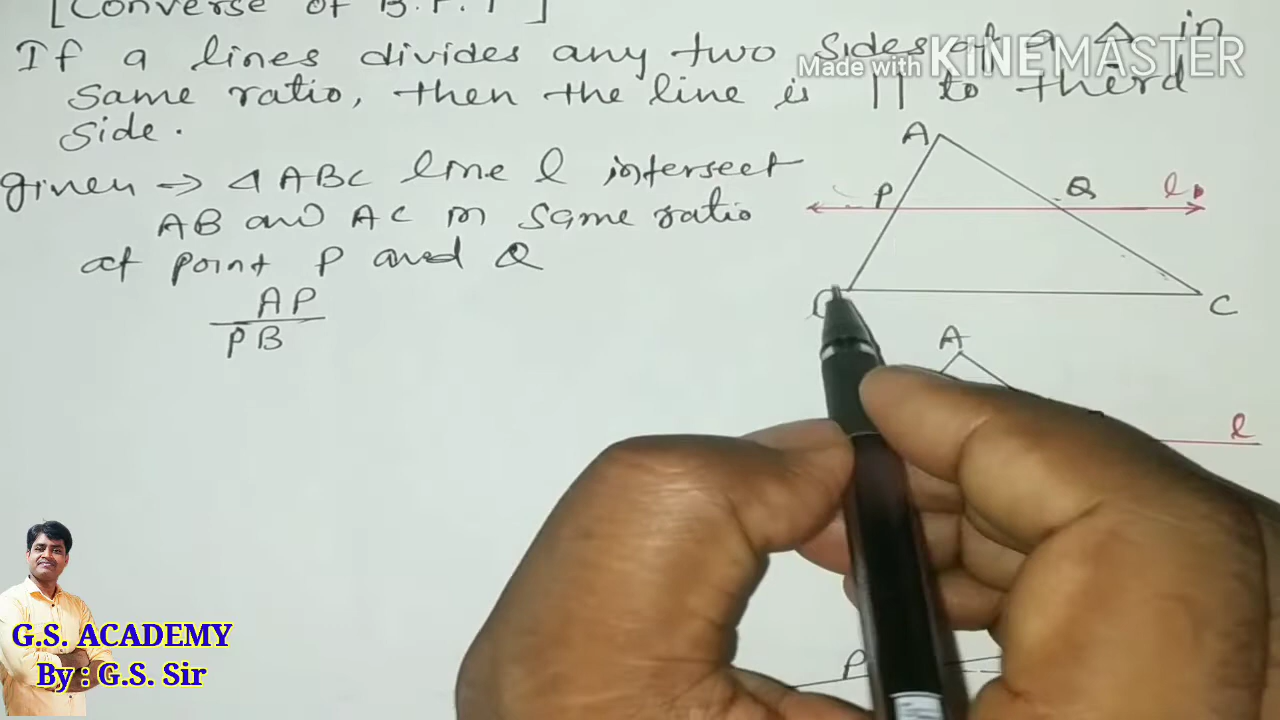 [Converse of B.P.T]
If a lines divides any two sides of a △ in
Made with KINEMASTER
same ratio, then the line is || to third
side.
given → △ABC line l intersect
AB and AC in same ratio
at point P and Q
AP
PB
A
P
Q
l
C
A
l
P
G.S. ACADEMY
By : G.S. Sir